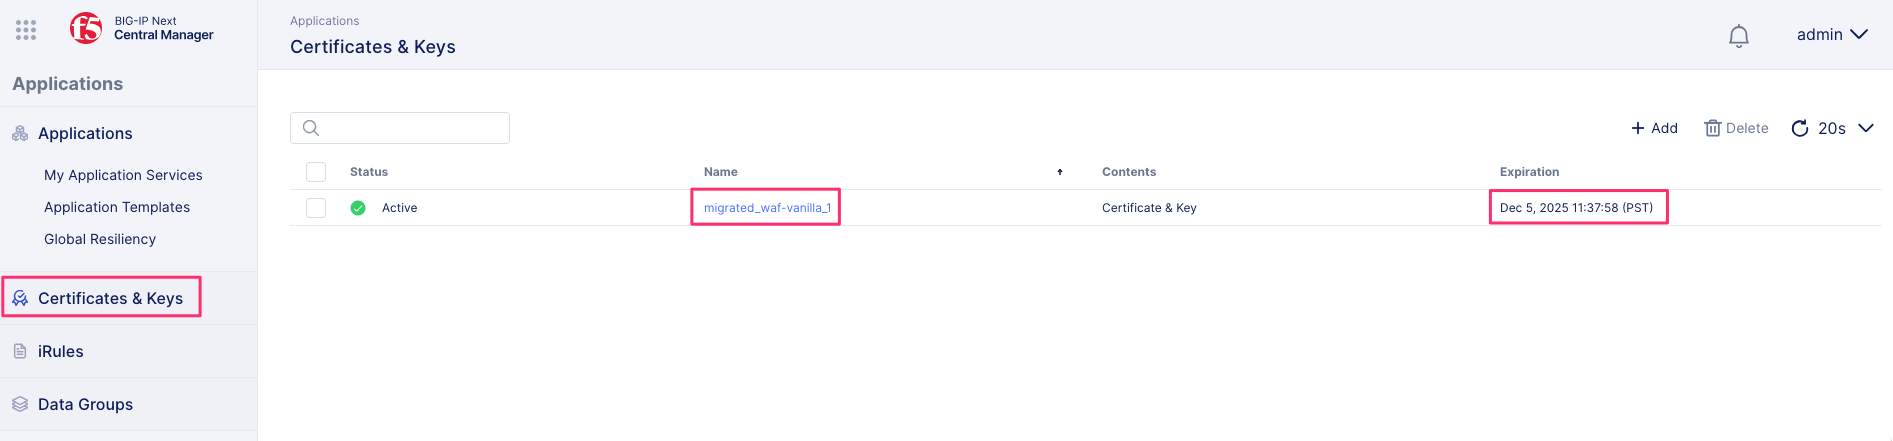 f5
BIG-IP Next
Central Manager
Applications
Applications
My Application Services
Application Templates
Global Resiliency
Certificates & Keys
iRules
Data Groups
Applications
Certificates & Keys
admin
Add
Delete
20s
Status Name Contents Expiration
Active migrated_waf-vanilla_1 Certificate & Key Dec 5, 2025 11:37:58 (PST)